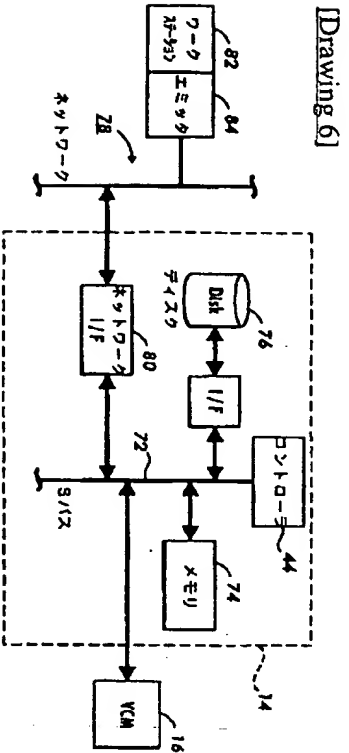 [Drawing 6]
82
84
ワーク
ステーション
エミッタ
78
ネットワーク
ネットワーク
I/F
80
Disk
ディスク
76
I/F
72
Sバス
コントローラ
44
メモリ
74
14
VCM
16